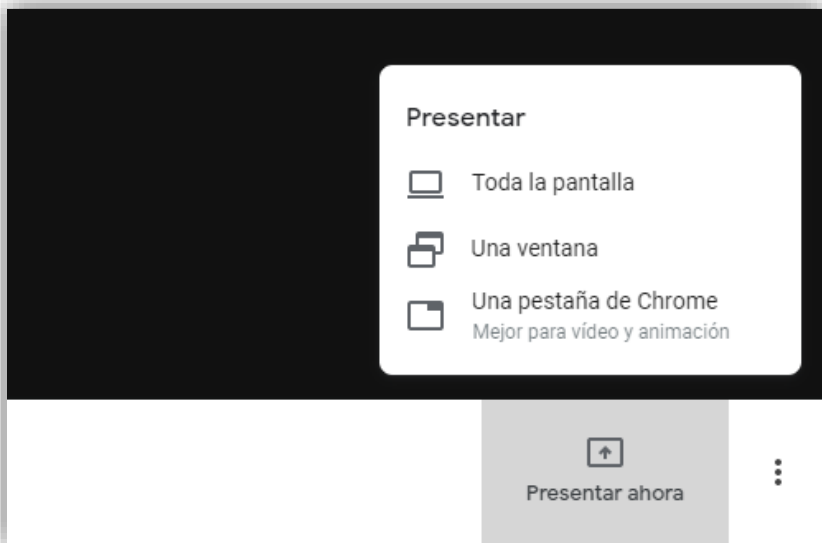 Presentar
Toda la pantalla
Una ventana
Una pestaña de Chrome
Mejor para vídeo y animación
Presentar ahora